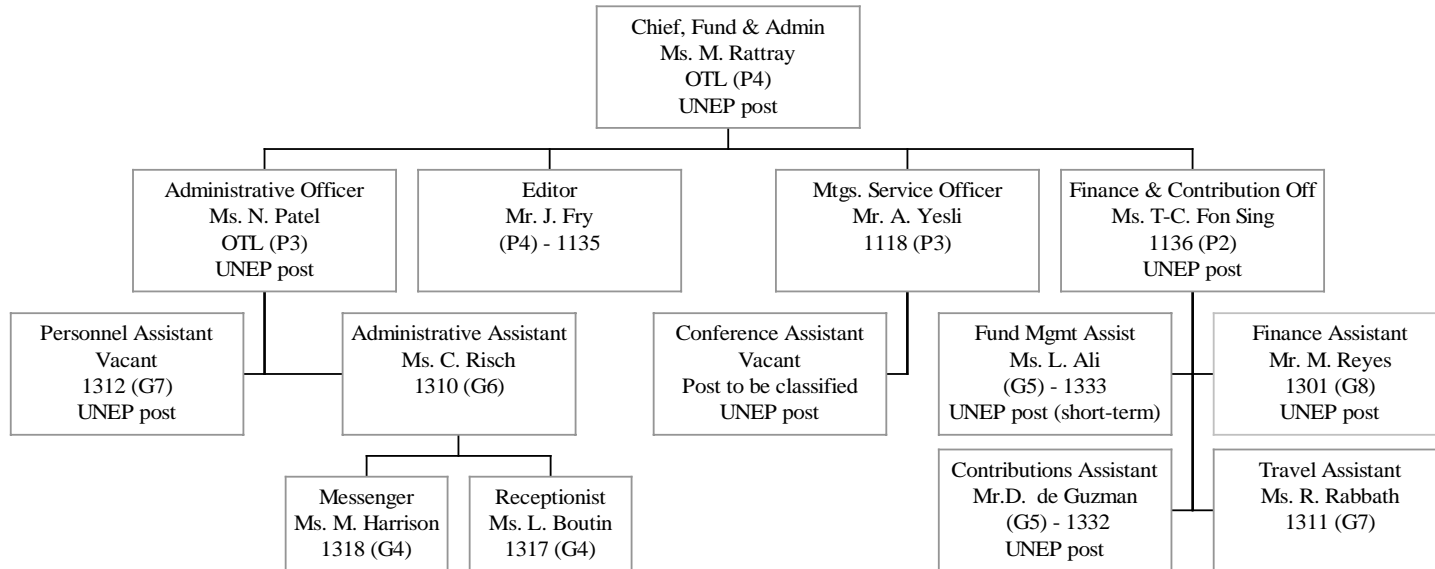 Chief, Fund & Admin
Ms. M. Rattray
OTL (P4)
UNEP post
Administrative Officer
Ms. N. Patel
OTL (P3)
UNEP post
Editor
Mr. J. Fry
(P4) - 1135
Mtgs. Service Officer
Mr. A. Yesli
1118 (P3)
Finance & Contribution Off
Ms. T-C. Fon Sing
1136 (P2)
UNEP post
Personnel Assistant
Vacant
1312 (G7)
UNEP post
Administrative Assistant
Ms. C. Risch
1310 (G6)
Conference Assistant
Vacant
Post to be classified
UNEP post
Fund Mgmt Assist
Ms. L. Ali
(G5) - 1333
UNEP post (short-term)
Finance Assistant
Mr. M. Reyes
1301 (G8)
UNEP post
Messenger
Ms. M. Harrison
1318 (G4)
Receptionist
Ms. L. Boutin
1317 (G4)
Contributions Assistant
Mr.D. de Guzman
(G5) - 1332
UNEP post
Travel Assistant
Ms. R. Rabbath
1311 (G7)